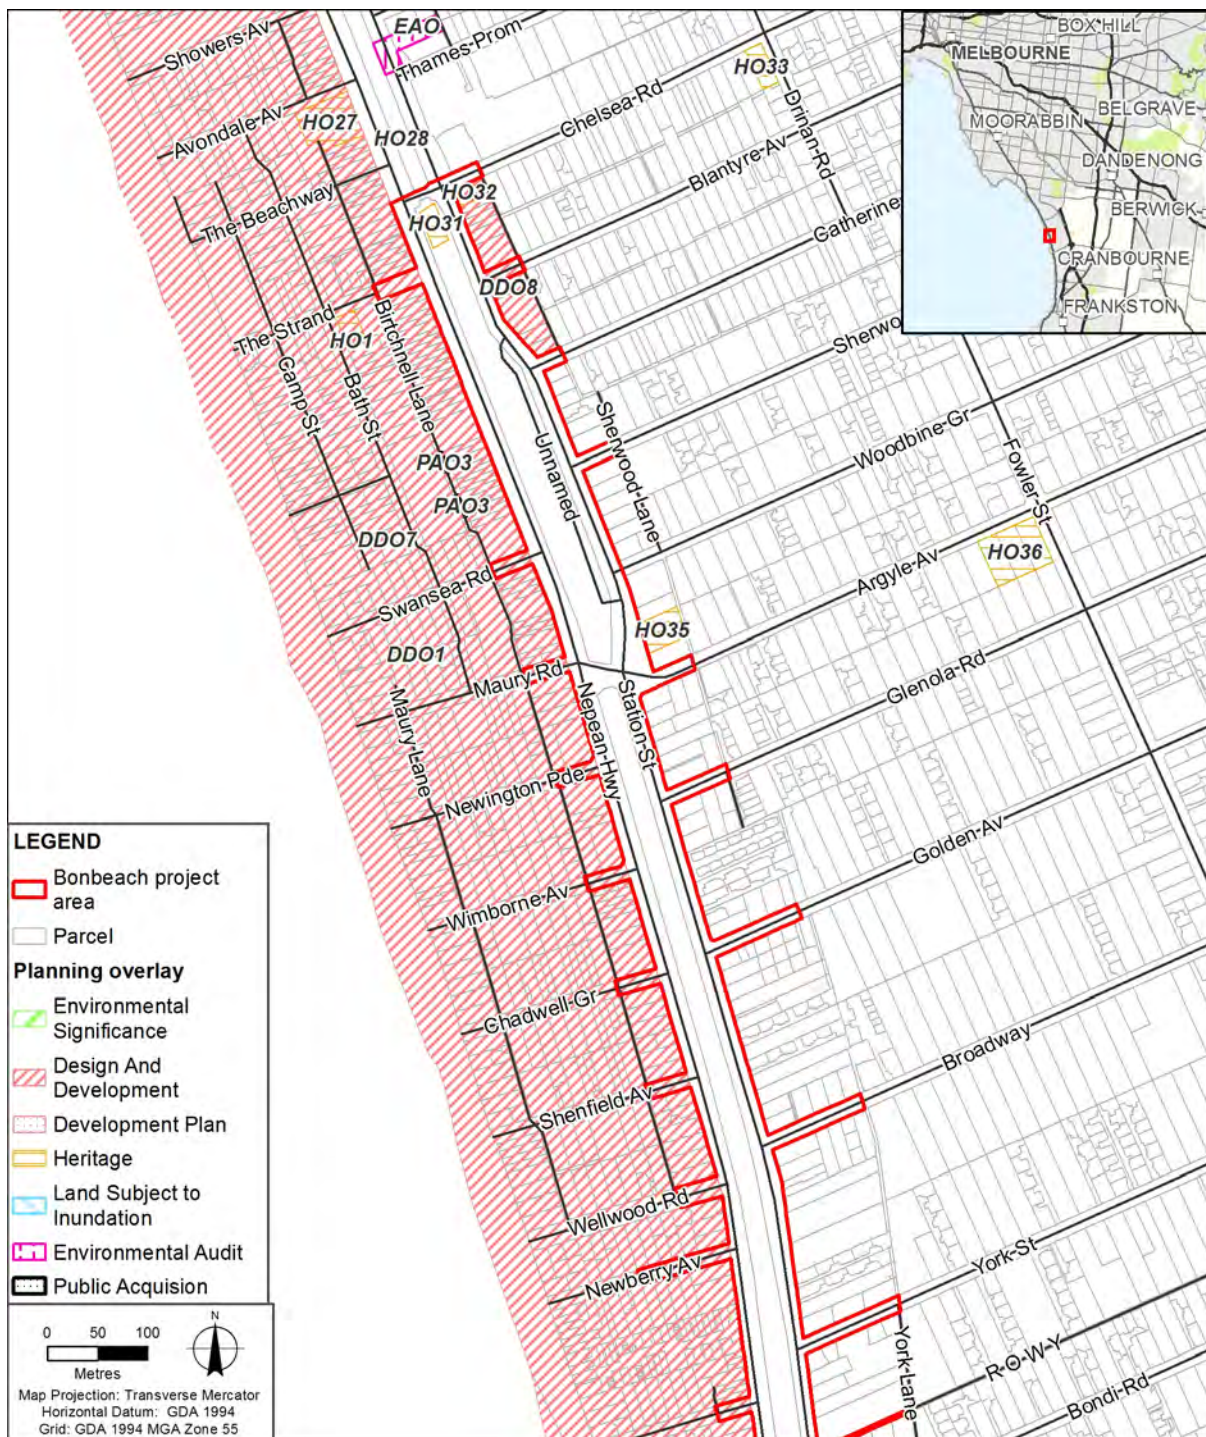 Showers Av
EAO
Thames Prom
BOX HILL
MELBOURNE
HO33
Chelsea Rd
Drinan Rd
BELGRAVE
MOORABBIN
HO27
Avondale Av
HO28
Blantyre Av
DANDENONG
HO32
The Beachway
HO31
Catherine
BERWICK
CRANBOURNE
DDO8
FRANKSTON
The Strand
HO1
Birtchnell Lane
Sherwo
Camp St
Bath St
Sherwood Lane
Woodbine Gr
Unnamed
PAO3
PAO3
Fowler St
DDO7
HO36
Argyle Av
Swansea Rd
HO35
DDO1
Maury Rd
Glenola Rd
Maury Lane
Nepean Hwy
Station St
Newington Pde
Golden Av
Wimborne Av
Chadwell Gr
Broadway
Shenfield Av
Wellwood Rd
York St
Newberry Av
R O W Y
York Lane
Bondi Rd
LEGEND
Bonbeach project
area
Parcel
Planning overlay
Environmental
Significance
Design And
Development
Development Plan
Heritage
Land Subject to
Inundation
Environmental Audit
Public Acquision
0 50 100
Metres
N
Map Projection: Transverse Mercator
Horizontal Datum: GDA 1994
Grid: GDA 1994 MGA Zone 55